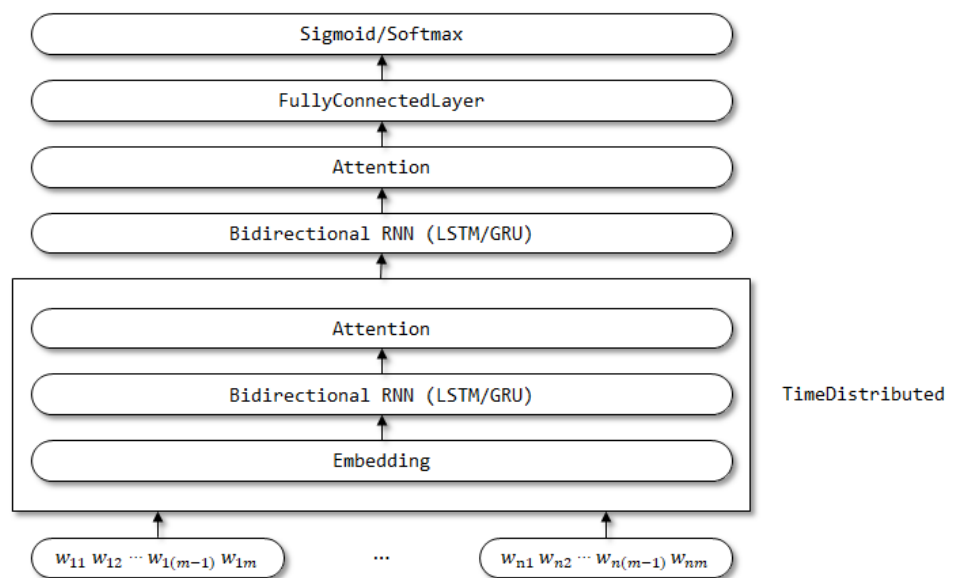 Sigmoid/Softmax
FullyConnectedLayer
Attention
Bidirectional RNN (LSTM/GRU)
Attention
Bidirectional RNN (LSTM/GRU)
TimeDistributed
Embedding
w₁₁ w₁₂ ⋯ w₁₍ₘ₋₁₎ w₁ₘ ... wₙ₁ wₙ₂ ⋯ wₙ₍ₘ₋₁₎ wₙₘ